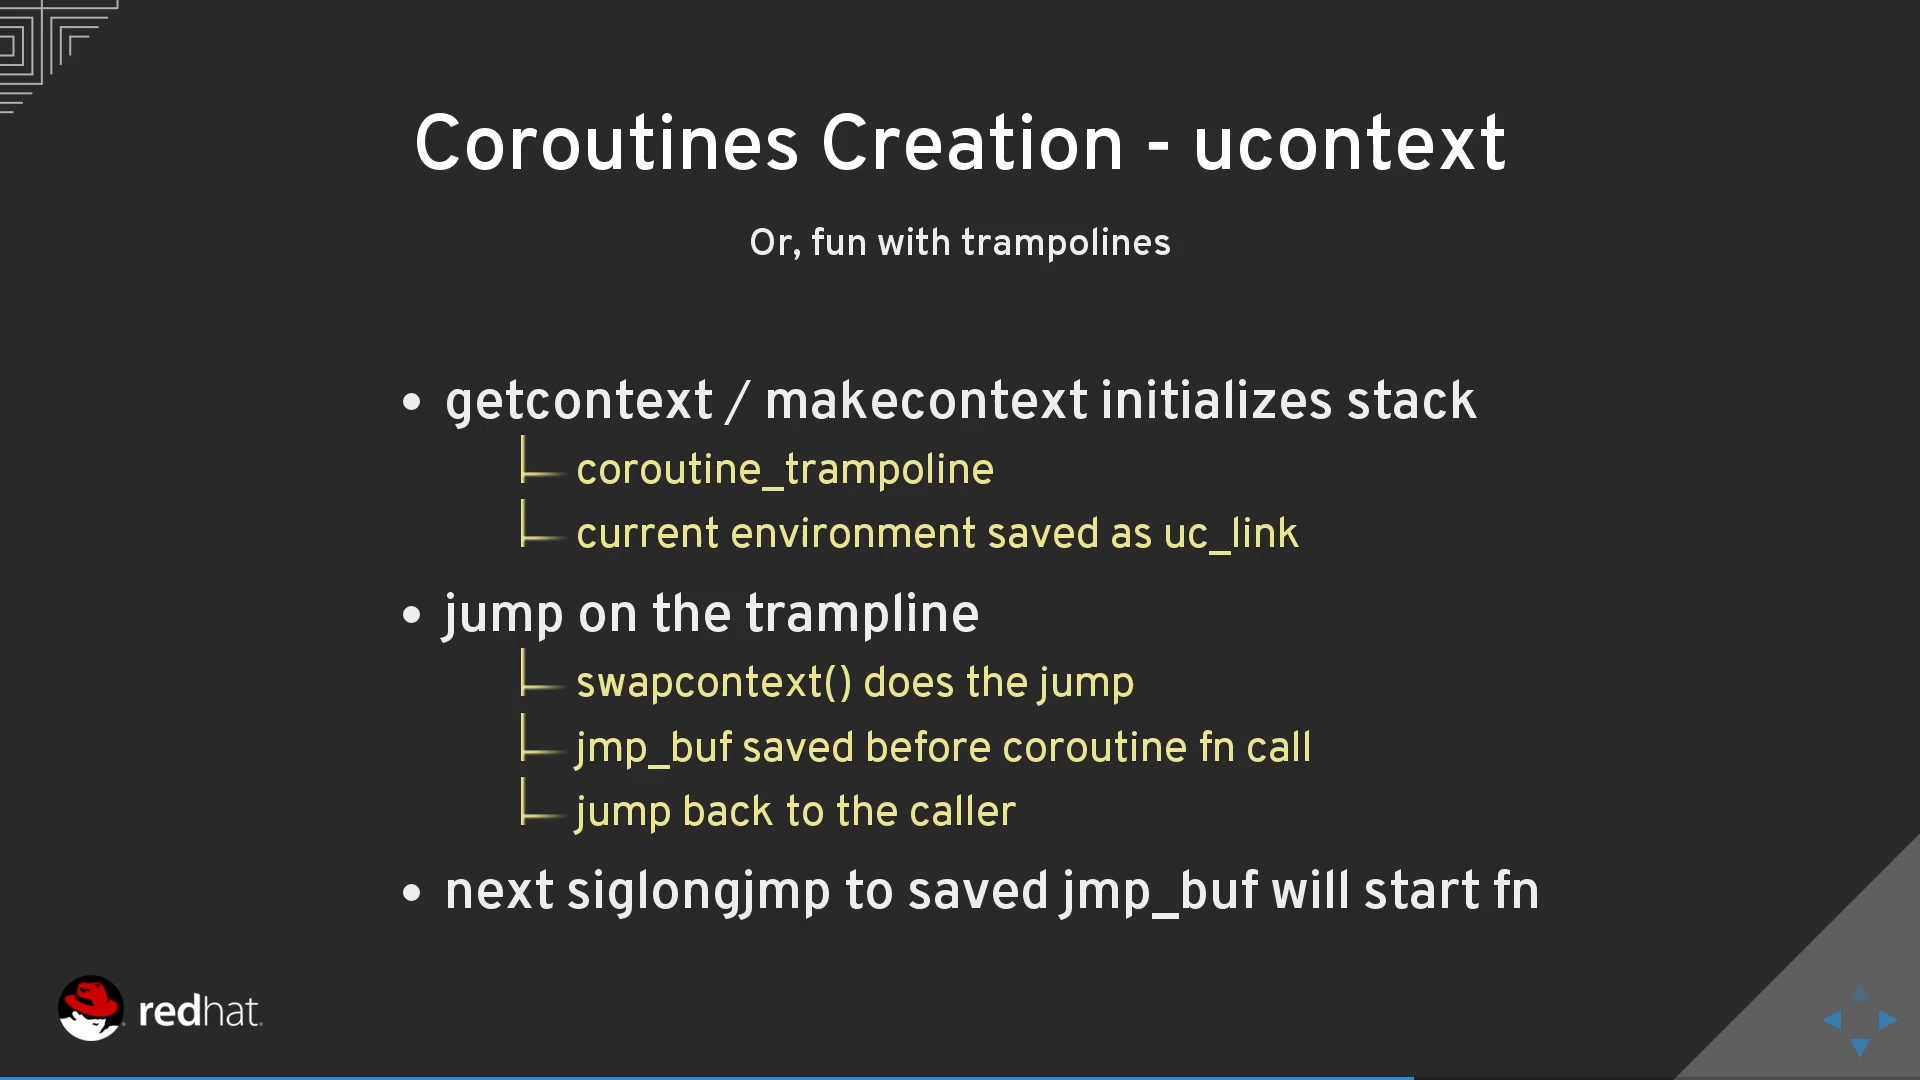 Coroutines Creation - ucontext
Or, fun with trampolines
• getcontext / makecontext initializes stack
coroutine_trampoline
current environment saved as uc_link
• jump on the trampline
swapcontext() does the jump
jmp_buf saved before coroutine fn call
jump back to the caller
• next siglongjmp to saved jmp_buf will start fn
redhat.